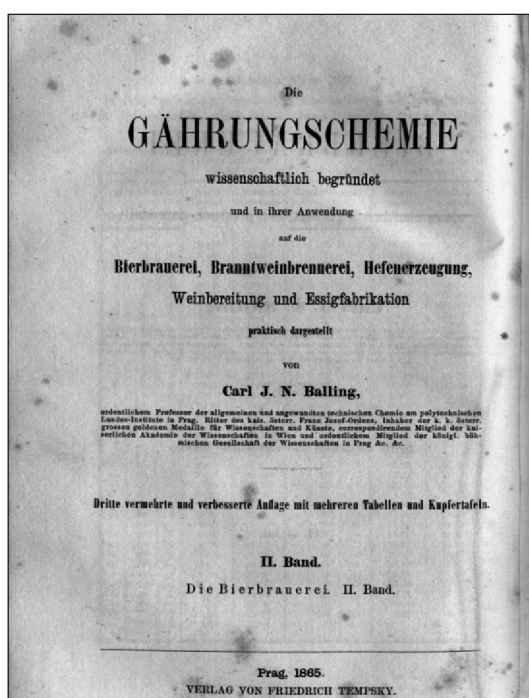 Die
GÄHRUNGSCHEMIE
wissenschaftlich begründet
und in ihrer Anwendung
auf die
Bierbrauerei, Branntweinbrennerei, Hefenerzeugung,
Weinbereitung und Essigfabrikation
praktisch dargestellt
von
Carl J. N. Balling,
ordentlichem Professor der allgemeinen und angewandten technischen Chemie am polytechnischen
Landes-Institute in Prag, Ritter des kais. österr. Franz Josef-Ordens, Inhaber der k. k. österr.
grossen goldenen Medaille für Wissenschaften und Künste, correspondirendem Mitglied der kai-
serlichen Akademie der Wissenschaften in Wien und ordentlichem Mitglied der königl. böh-
mischen Gesellschaft der Wissenschaften in Prag &c. &c.
Dritte vermehrte und verbesserte Auflage mit mehreren Tabellen und Kupfertafeln.
II. Band.
Die Bierbrauerei. II. Band.
Prag, 1865.
VERLAG VON FRIEDRICH TEMPSKY.